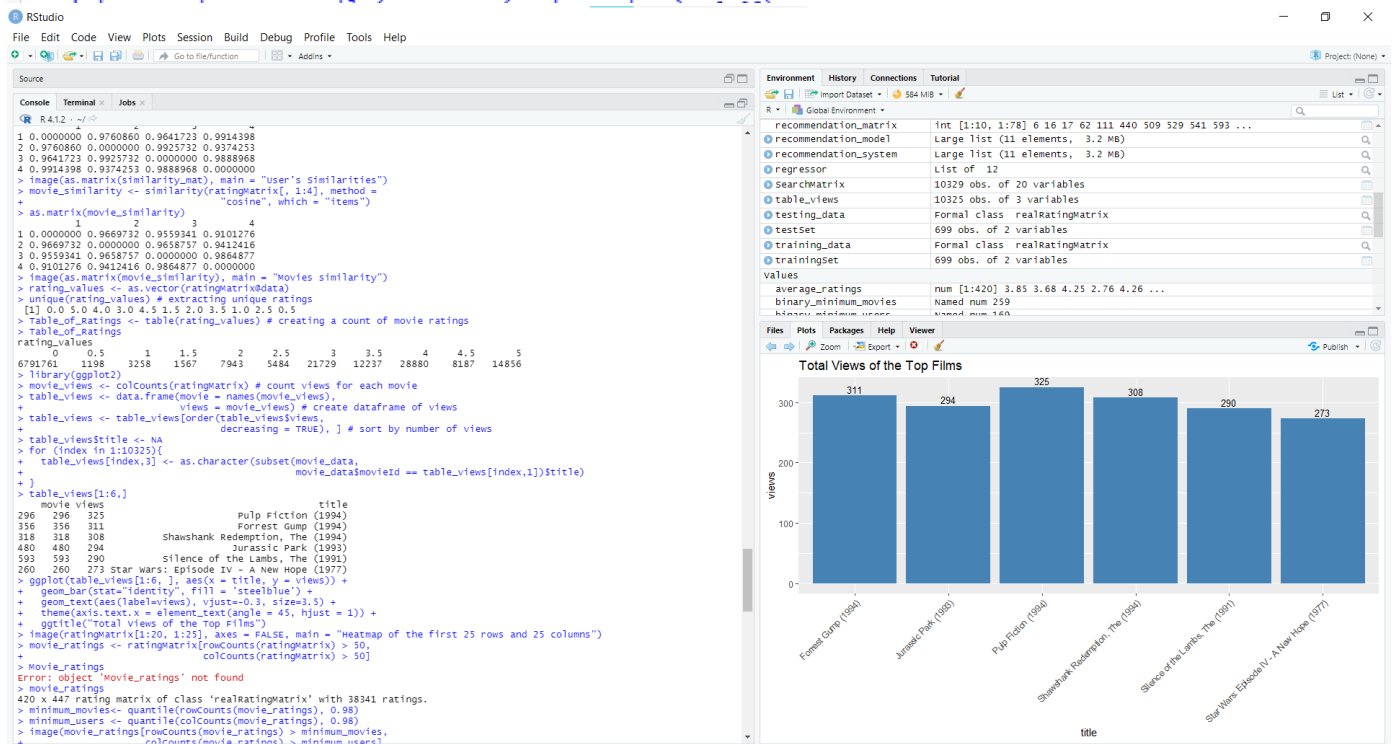 RStudio
File Edit Code View Plots Session Build Debug Profile Tools Help
Go to file/function Addins
Project: (None)
Source
Console Terminal Jobs
R 4.1.2 · ~/
1 0.0000000 0.9760860 0.9641723 0.9914398
2 0.9760860 0.0000000 0.9925732 0.9374253
3 0.9641723 0.9925732 0.0000000 0.9888968
4 0.9914398 0.9374253 0.9888968 0.0000000
> image(as.matrix(similarity_mat), main = "User's Similarities")
> movie_similarity <- similarity(ratingMatrix[, 1:4], method =
+ "cosine", which = "items")
> as.matrix(movie_similarity)
1 2 3 4
1 0.0000000 0.9669732 0.9559341 0.9101276
2 0.9669732 0.0000000 0.9658757 0.9412416
3 0.9559341 0.9658757 0.0000000 0.9864877
4 0.9101276 0.9412416 0.9864877 0.0000000
> image(as.matrix(movie_similarity), main = "Movies similarity")
> rating_values <- as.vector(ratingMatrix@data)
> unique(rating_values) # extracting unique ratings
[1] 0.0 5.0 4.0 3.0 4.5 1.5 2.0 3.5 1.0 2.5 0.5
> Table_of_Ratings <- table(rating_values) # creating a count of movie ratings
> Table_of_Ratings
rating_values
0 0.5 1 1.5 2 2.5 3 3.5 4 4.5 5
6791761 1198 3258 1567 7943 5484 21729 12237 28880 8187 14856
> library(ggplot2)
> movie_views <- colCounts(ratingMatrix) # count views for each movie
> table_views <- data.frame(movie = names(movie_views),
+ views = movie_views) # create dataframe of views
> table_views <- table_views[order(table_views$views,
+ decreasing = TRUE), ] # sort by number of views
> table_views$title <- NA
> for (index in 1:10325){
+ table_views[index,3] <- as.character(subset(movie_data,
+ movie_data$movieId == table_views[index,1])$title)
+ }
> table_views[1:6,]
movie views title
296 296 325 Pulp Fiction (1994)
356 356 311 Forrest Gump (1994)
318 318 308 Shawshank Redemption, The (1994)
480 480 294 Jurassic Park (1993)
593 593 290 Silence of the Lambs, The (1991)
260 260 273 Star Wars: Episode IV - A New Hope (1977)
> ggplot(table_views[1:6, ], aes(x = title, y = views)) +
+ geom_bar(stat="identity", fill = 'steelblue') +
+ geom_text(aes(label=views), vjust=-0.3, size=3.5) +
+ theme(axis.text.x = element_text(angle = 45, hjust = 1)) +
+ ggtitle("Total Views of the Top Films")
> image(ratingMatrix[1:20, 1:25], axes = FALSE, main = "Heatmap of the first 25 rows and 25 columns")
> movie_ratings <- ratingMatrix[rowCounts(ratingMatrix) > 50,
+ colCounts(ratingMatrix) > 50]
> Movie_ratings
Error: object 'Movie_ratings' not found
> movie_ratings
420 x 447 rating matrix of class ‘realRatingMatrix’ with 38341 ratings.
> minimum_movies<- quantile(rowCounts(movie_ratings), 0.98)
> minimum_users <- quantile(colCounts(movie_ratings), 0.98)
> image(movie_ratings[rowCounts(movie_ratings) > minimum_movies,
+ colCounts(movie_ratings) > minimum_users],
Environment History Connections Tutorial
Import Dataset 584 MiB List
R Global Environment
recommendation_matrix int [1:10, 1:78] 6 16 17 62 111 440 509 529 541 593 ...
recommendation_model Large list (11 elements, 3.2 MB)
recommendation_system Large list (11 elements, 3.2 MB)
regressor List of 12
SearchMatrix 10329 obs. of 20 variables
table_views 10325 obs. of 3 variables
testing_data Formal class realRatingMatrix
testSet 699 obs. of 2 variables
training_data Formal class realRatingMatrix
trainingSet 699 obs. of 2 variables
Values
average_ratings num [1:420] 3.85 3.68 4.25 2.76 4.26 ...
binary_minimum_movies Named num 259
binary_minimum_users Named num 169
Files Plots Packages Help Viewer
Zoom Export Publish
Total Views of the Top Films
311 294 325 308 290 273
300
200
100
0
views
Forrest Gump (1994)
Jurassic Park (1993)
Pulp Fiction (1994)
Shawshank Redemption, The (1994)
Silence of the Lambs, The (1991)
Star Wars: Episode IV - A New Hope (1977)
title